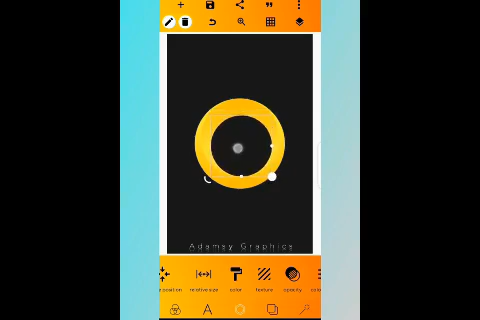 Adamsy Graphics
position
relative size
color
texture
opacity